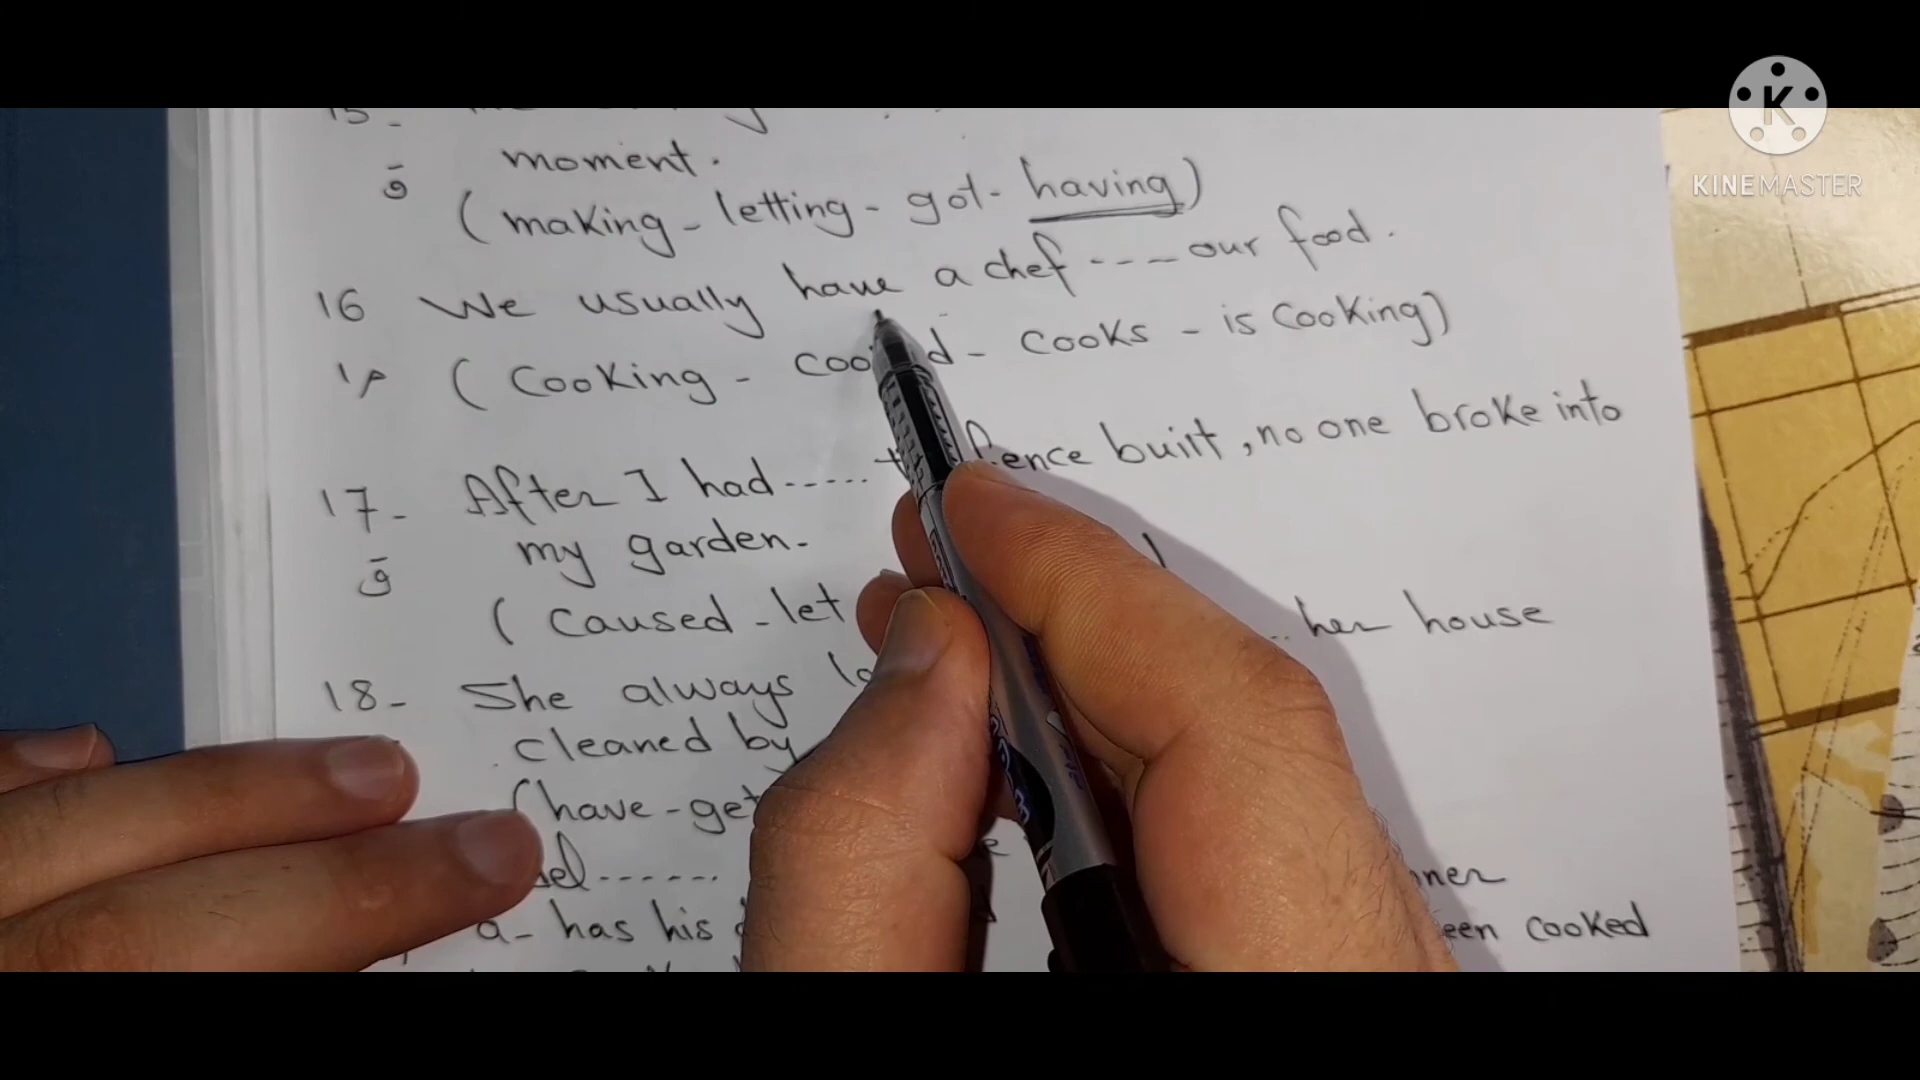 KINEMASTER
15-
moment.
(making - letting - got - having)
16 We usually have a chef ---- our food.
(Cooking - - cooks - is cooking)
17- After I had ----- fence built, no one broke into
my garden.
(Caused - let
18- She always .. her house
cleaned by
(have - get
------
a- has his een cooked